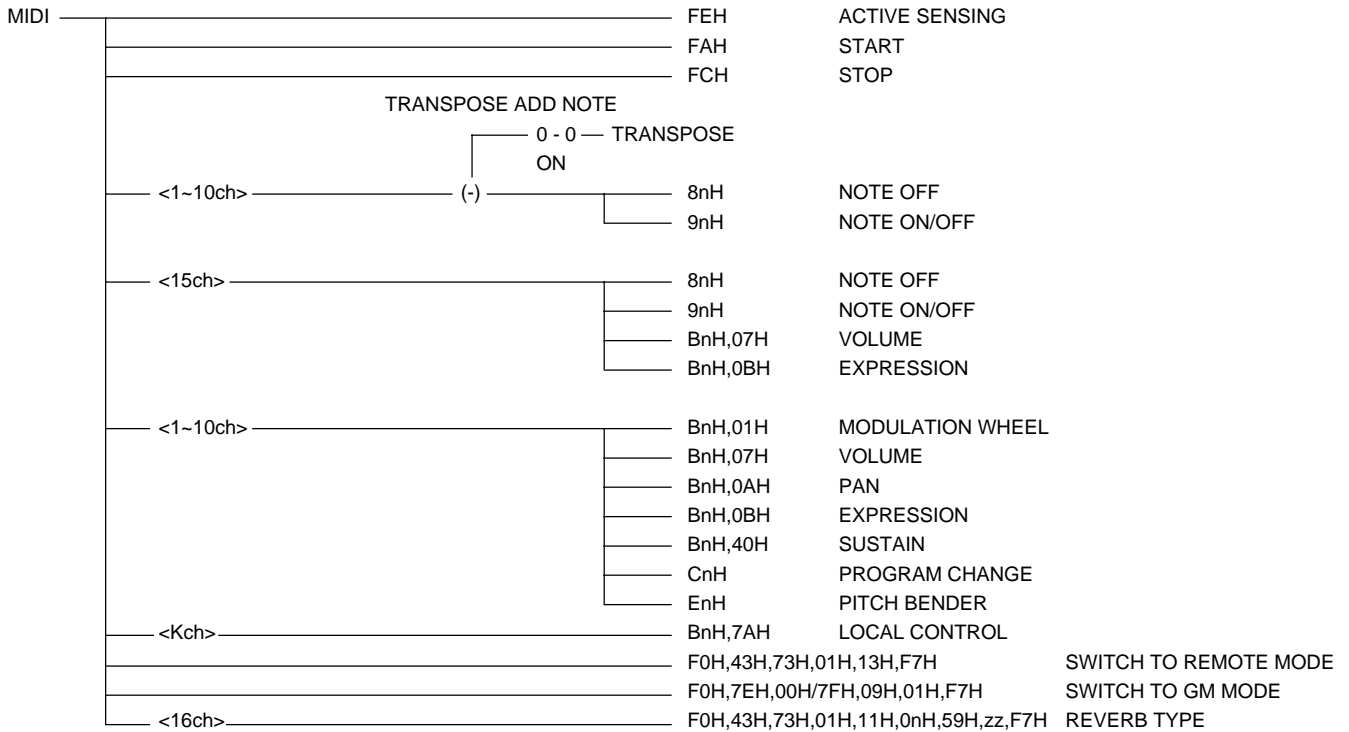 MIDI FEH ACTIVE SENSING
FAH START
FCH STOP
TRANSPOSE ADD NOTE
0 - 0 TRANSPOSE
ON
<1~10ch> (-) 8nH NOTE OFF
9nH NOTE ON/OFF
<15ch> 8nH NOTE OFF
9nH NOTE ON/OFF
BnH,07H VOLUME
BnH,0BH EXPRESSION
<1~10ch> BnH,01H MODULATION WHEEL
BnH,07H VOLUME
BnH,0AH PAN
BnH,0BH EXPRESSION
BnH,40H SUSTAIN
CnH PROGRAM CHANGE
EnH PITCH BENDER
<Kch> BnH,7AH LOCAL CONTROL
F0H,43H,73H,01H,13H,F7H SWITCH TO REMOTE MODE
F0H,7EH,00H/7FH,09H,01H,F7H SWITCH TO GM MODE
<16ch> F0H,43H,73H,01H,11H,0nH,59H,zz,F7H REVERB TYPE